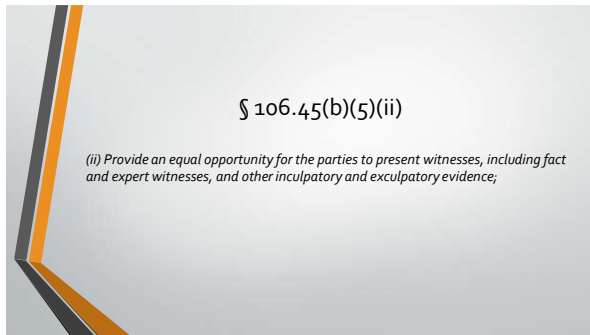 § 106.45(b)(5)(ii)
(ii) Provide an equal opportunity for the parties to present witnesses, including fact
and expert witnesses, and other inculpatory and exculpatory evidence;